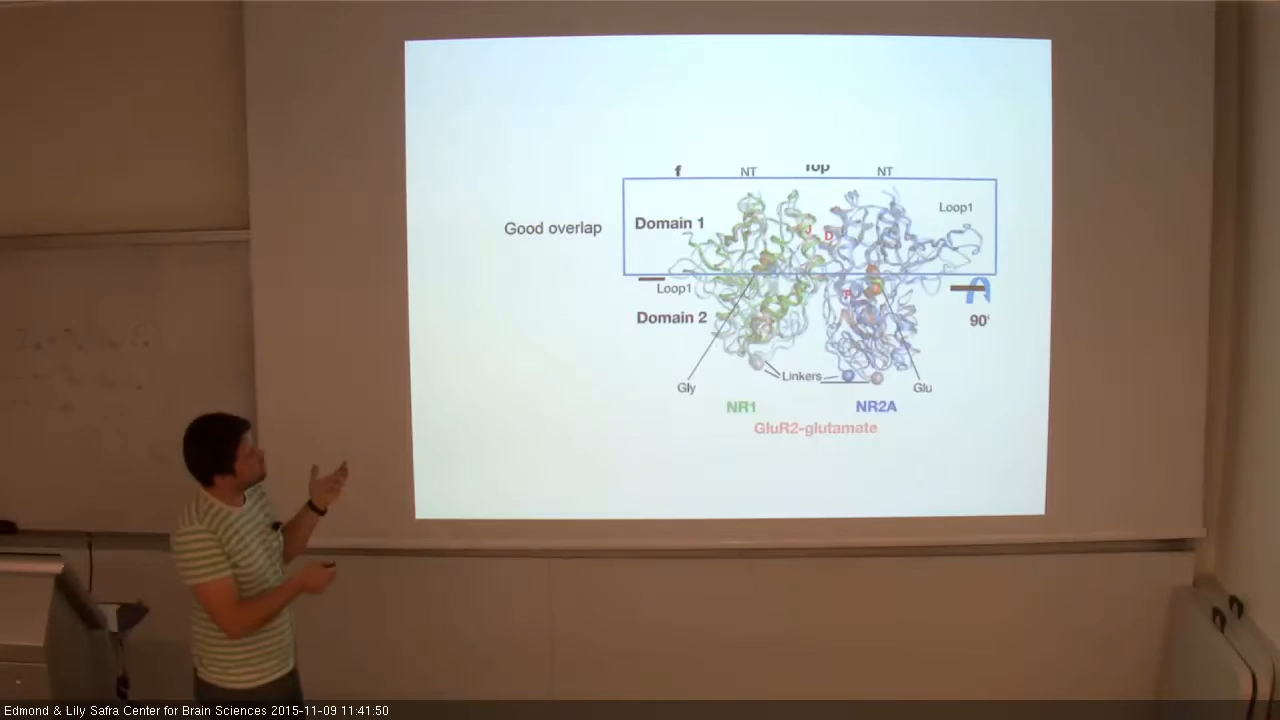 f NT Top NT
Loop1
Good overlap
Domain 1
J D
Loop1
F
Domain 2
90°
Linkers
Gly
Glu
NR1 NR2A
GluR2-glutamate
Edmond & Lily Safra Center for Brain Sciences 2015-11-09 11:41:50